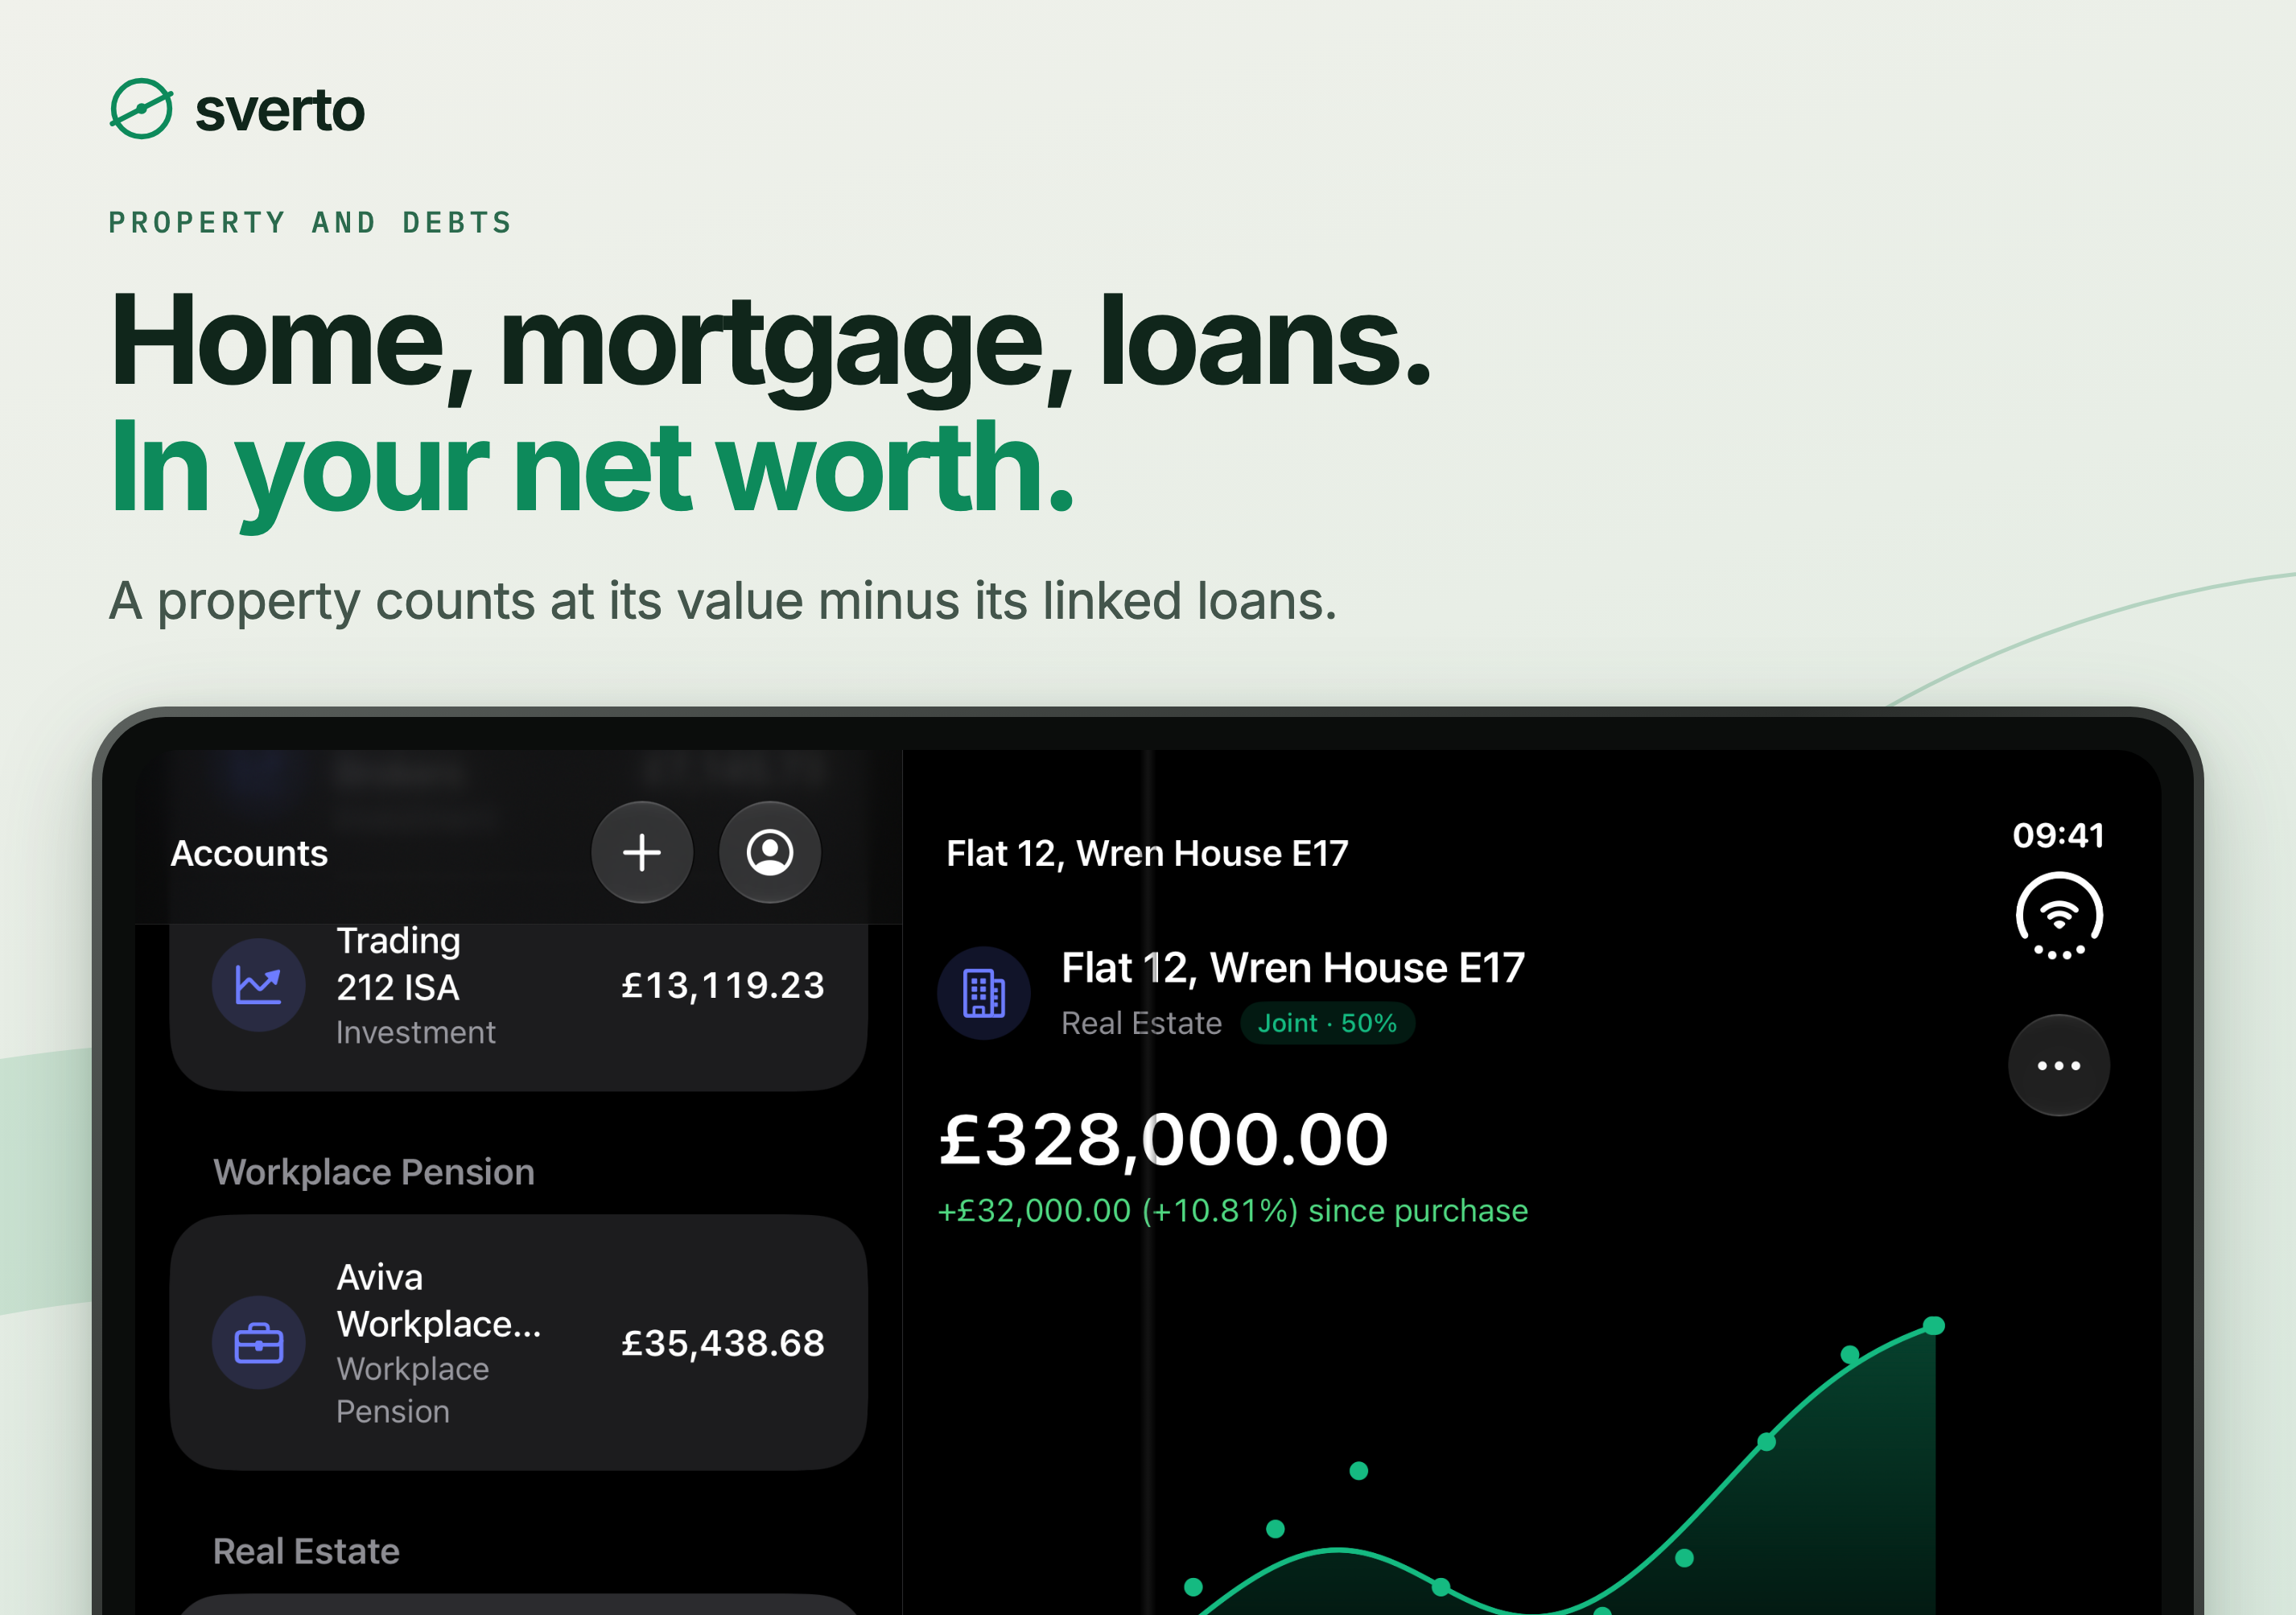 sverto
PROPERTY AND DEBTS
Home, mortgage, loans.
In your net worth.
A property counts at its value minus its linked loans.
Accounts
Trading
212 ISA
Investment
£13,119.23
Workplace Pension
Aviva
Workplace...
Workplace
Pension
£35,438.68
Real Estate
Flat 12, Wren House E17
09:41
Flat 12, Wren House E17
Real Estate
Joint · 50%
£328,000.00
+£32,000.00 (+10.81%) since purchase